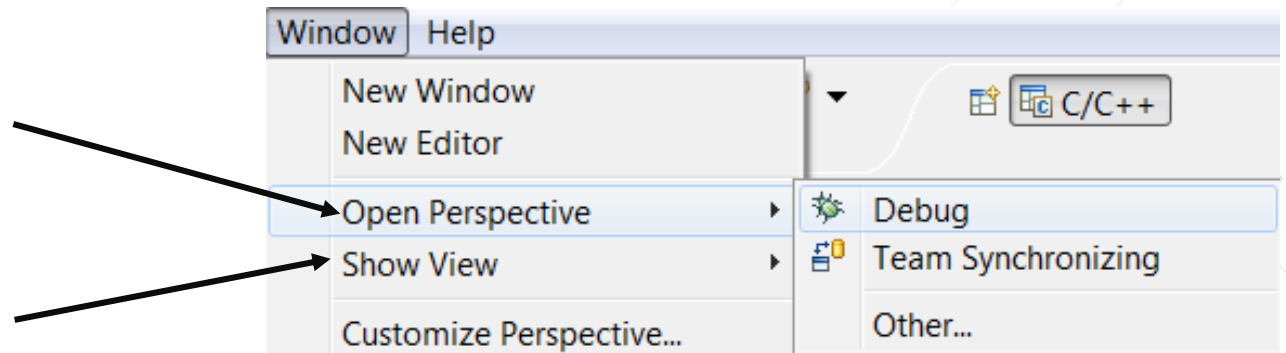 Window Help
New Window
C/C++
New Editor
Open Perspective
Debug
Show View
Team Synchronizing
Customize Perspective...
Other...